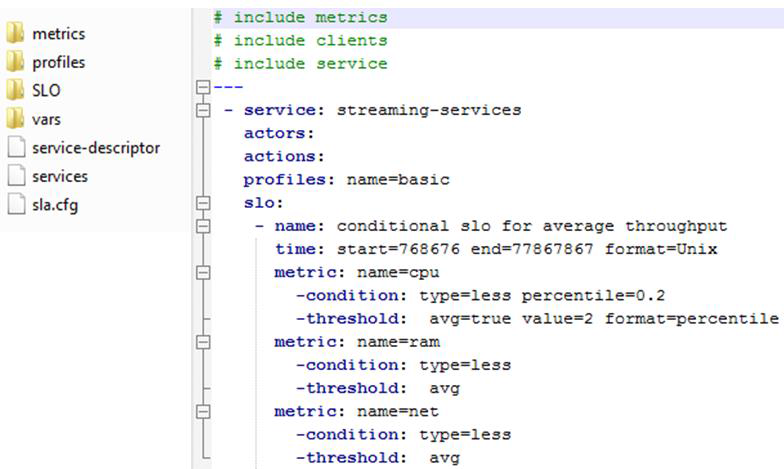 metrics
profiles
SLO
vars
service-descriptor
services
sla.cfg
# include metrics
# include clients
# include service
---
- service: streaming-services
actors:
actions:
profiles: name=basic
slo:
- name: conditional slo for average throughput
time: start=768676 end=77867867 format=Unix
metric: name=cpu
-condition: type=less percentile=0.2
-threshold:  avg=true value=2 format=percentile
metric: name=ram
-condition: type=less
-threshold:  avg
metric: name=net
-condition: type=less
-threshold:  avg